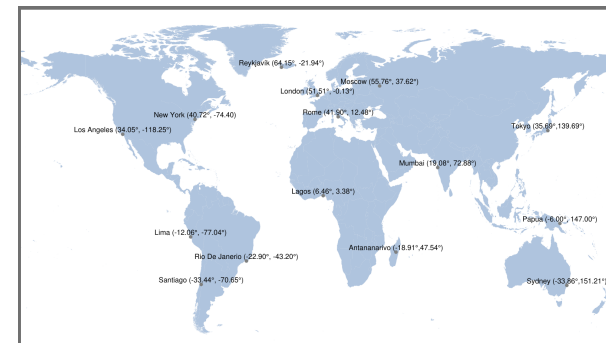 Reykjavík (64.15°, -21.94°)
Moscow (55.76°, 37.62°)
London (51.51°, -0.13°)
Rome (41.90°, 12.48°)
New York (40.72°, -74.40)
Los Angeles (34.05°, -118.25°)
Tokyo (35.69°,139.69°)
Mumbai (19.08°, 72.88°)
Lagos (6.46°, 3.38°)
Papua (-6.00°, 147.00°)
Lima (-12.06°, -77.04°)
Antananarivo (-18.91°,47.54°)
Rio De Janerio (-22.90°, -43.20°)
Santiago (-33.44°, -70.65°)
Sydney (-33.86°,151.21°)